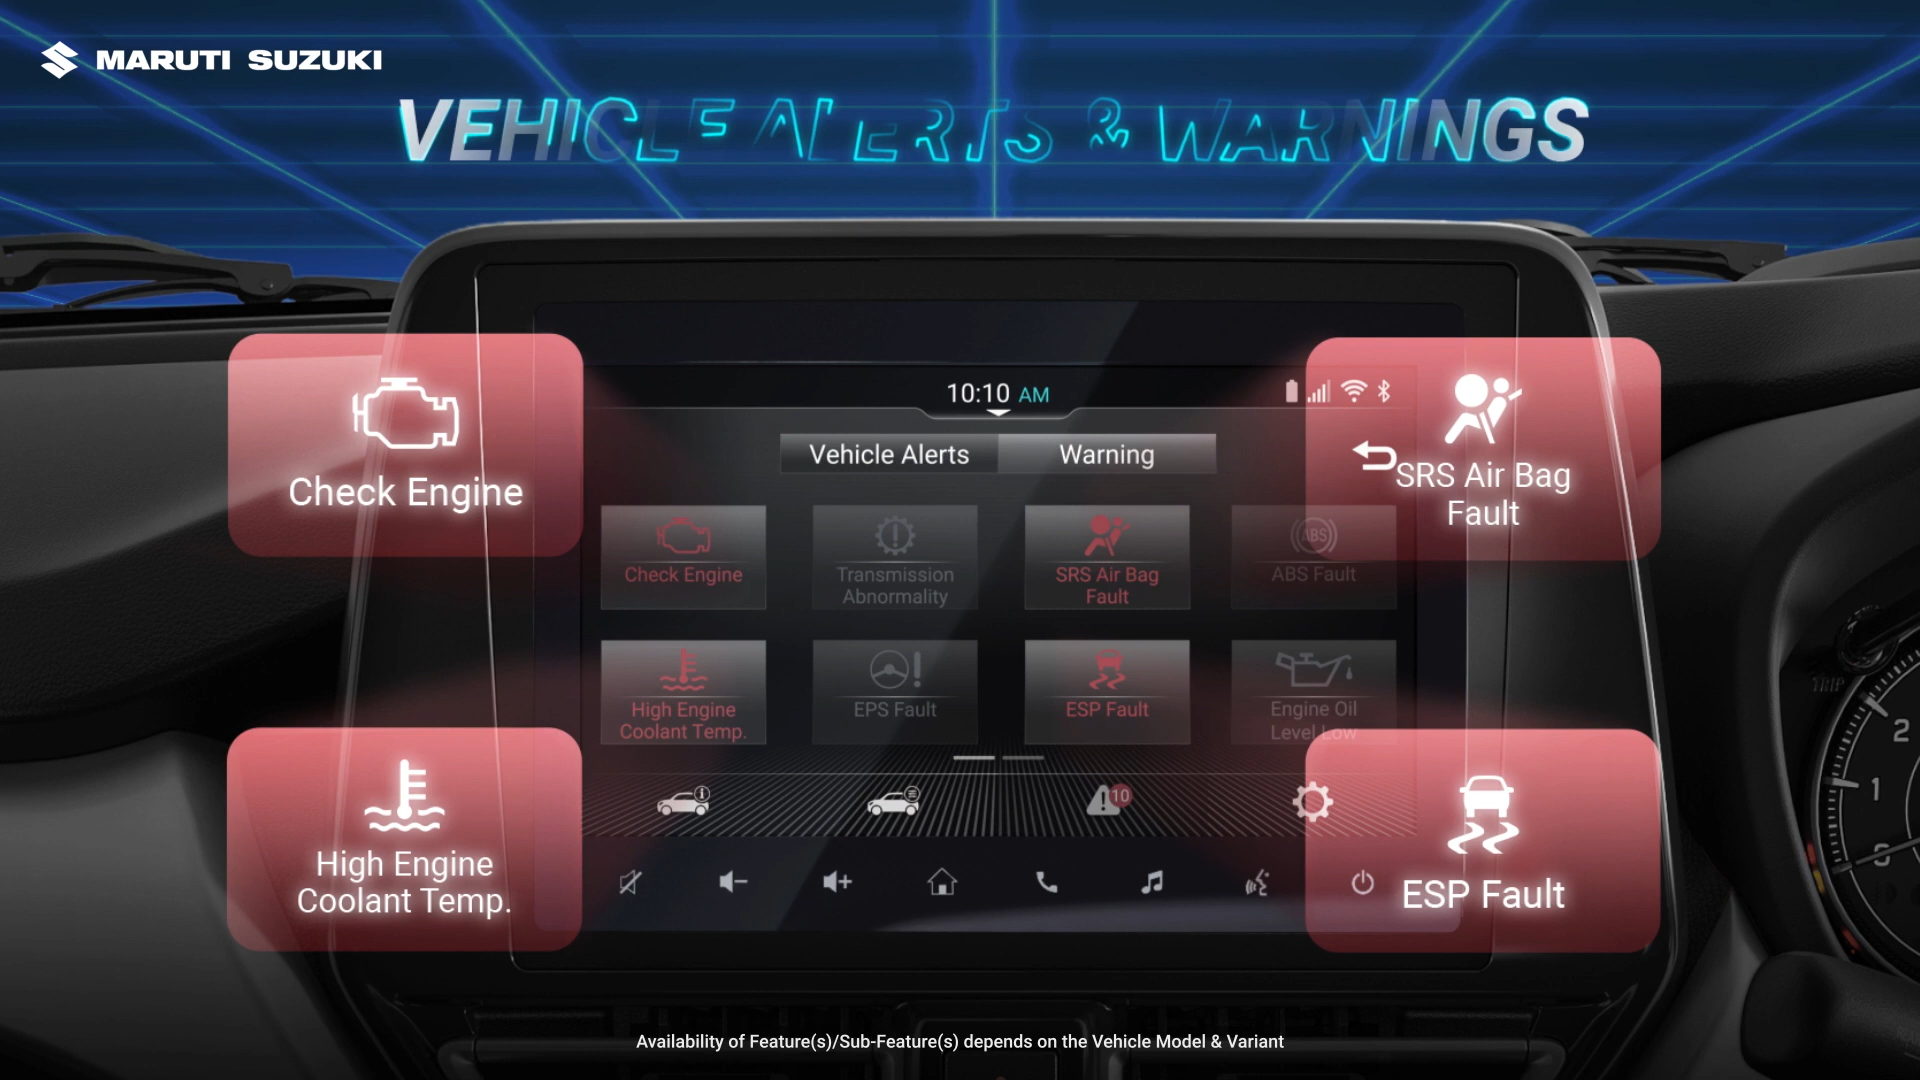 MARUTI SUZUKI
VEHICLE ALERTS & WARNINGS
10:10 AM
Vehicle Alerts
Warning
Check Engine
SRS Air Bag
Fault
Check Engine
Transmission
Abnormality
SRS Air Bag
Fault
ABS
ABS Fault
High Engine
Coolant Temp.
EPS Fault
ESP Fault
Engine Oil
Level Low
10
High Engine
Coolant Temp.
ESP Fault
TRIP
2
1
Availability of Feature(s)/Sub-Feature(s) depends on the Vehicle Model & Variant